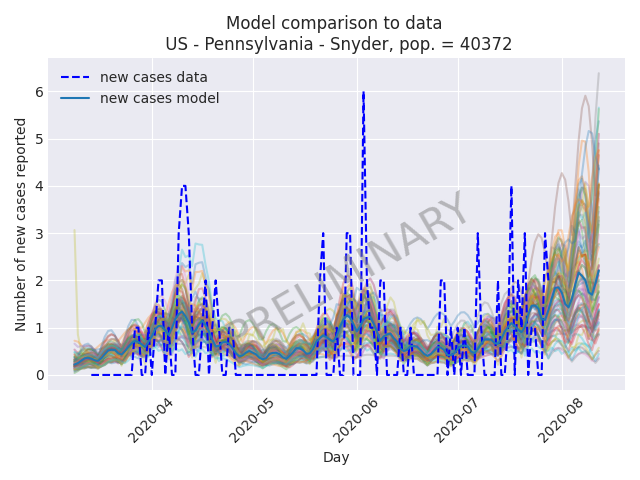 Model comparison to data
US - Pennsylvania - Snyder, pop. = 40372
new cases data
new cases model
PRELIMINARY
Number of new cases reported
6
5
4
3
2
1
0
2020-04
2020-05
2020-06
2020-07
2020-08
Day